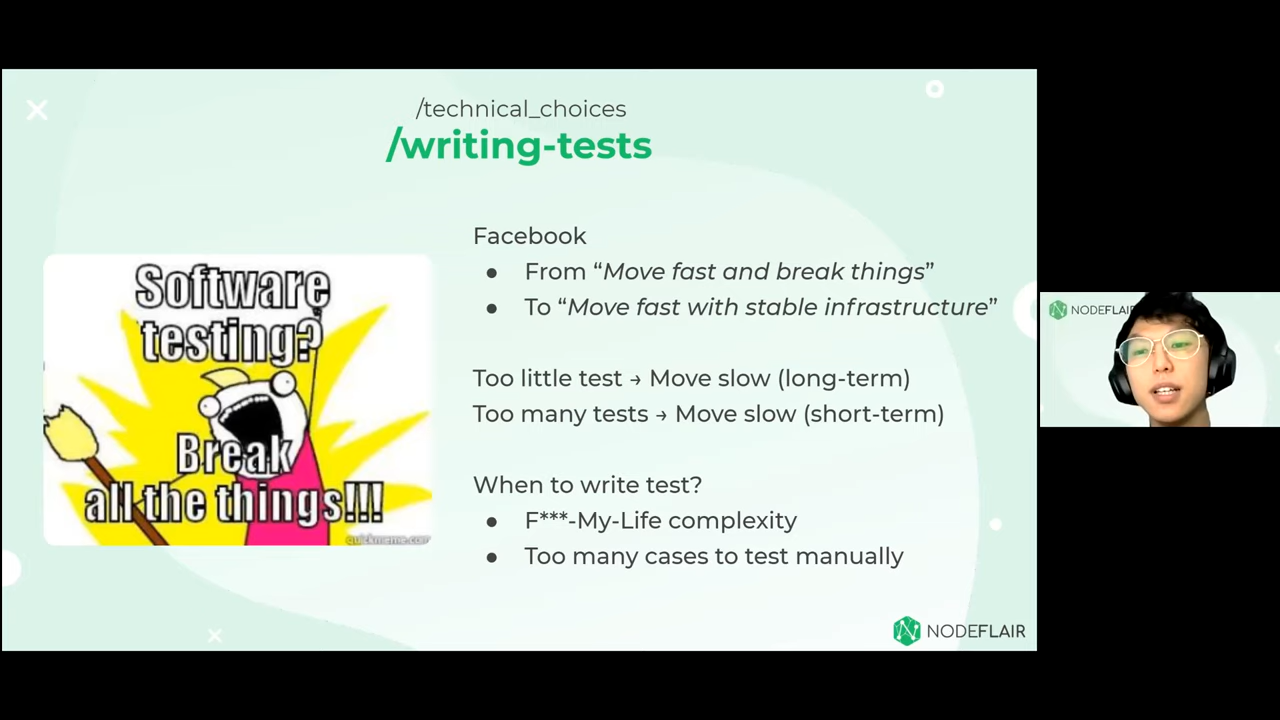 /technical_choices
/writing-tests
Software
testing?
Break
all the things!!!
quickmeme.com
Facebook
● From “Move fast and break things”
● To “Move fast with stable infrastructure”
Too little test → Move slow (long-term)
Too many tests → Move slow (short-term)
When to write test?
● F***-My-Life complexity
● Too many cases to test manually
NODEFLAIR
NODEFLAIR